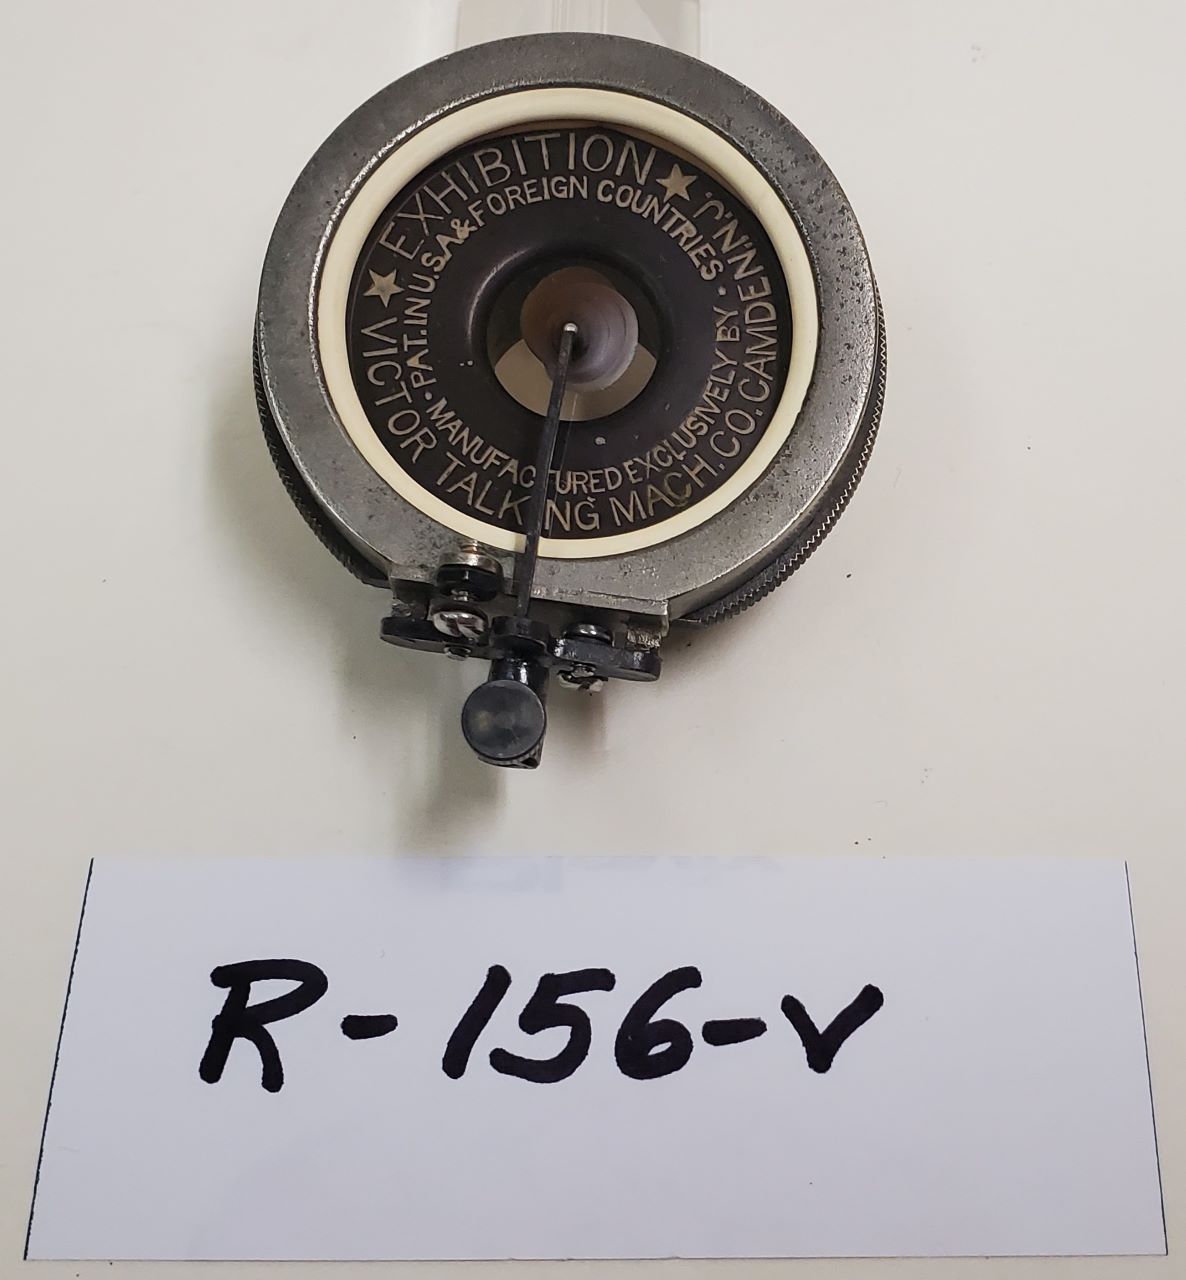 ★ EXHIBITION ★
PAT. IN U.S.A & FOREIGN COUNTRIES.
• MANUFACTURED EXCLUSIVELY BY •
VICTOR TALKING MACH. CO. CAMDEN. N.J.
R-156-V